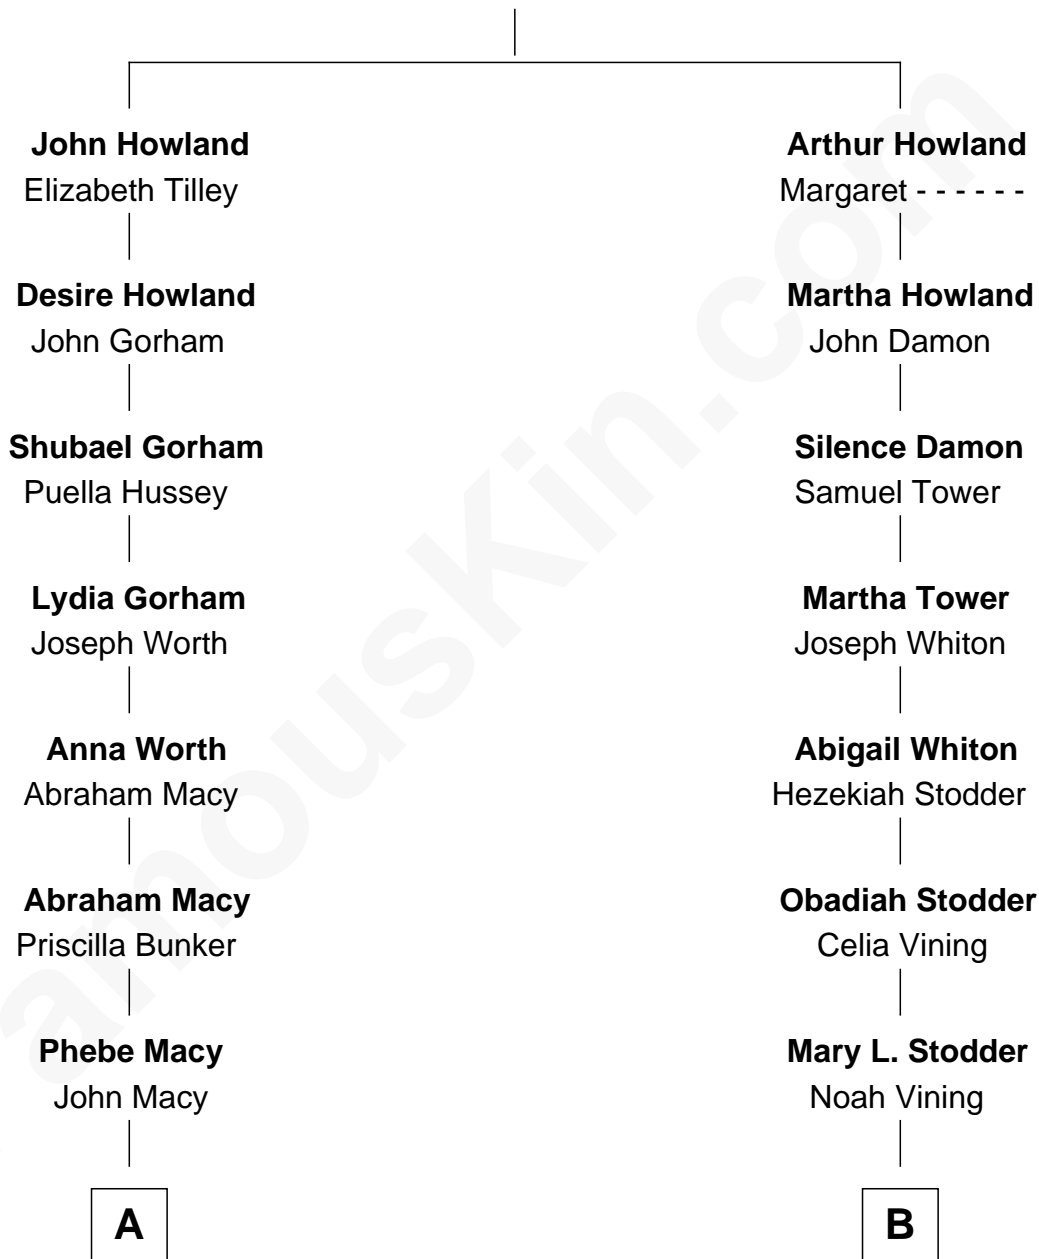 John Howland
Elizabeth Tilley
Desire Howland
John Gorham
Shubael Gorham
Puella Hussey
Lydia Gorham
Joseph Worth
Anna Worth
Abraham Macy
Abraham Macy
Priscilla Bunker
Phebe Macy
John Macy
A
Arthur Howland
Margaret - - - - - -
Martha Howland
John Damon
Silence Damon
Samuel Tower
Martha Tower
Joseph Whiton
Abigail Whiton
Hezekiah Stodder
Obadiah Stodder
Celia Vining
Mary L. Stodder
Noah Vining
B
amouskin.com